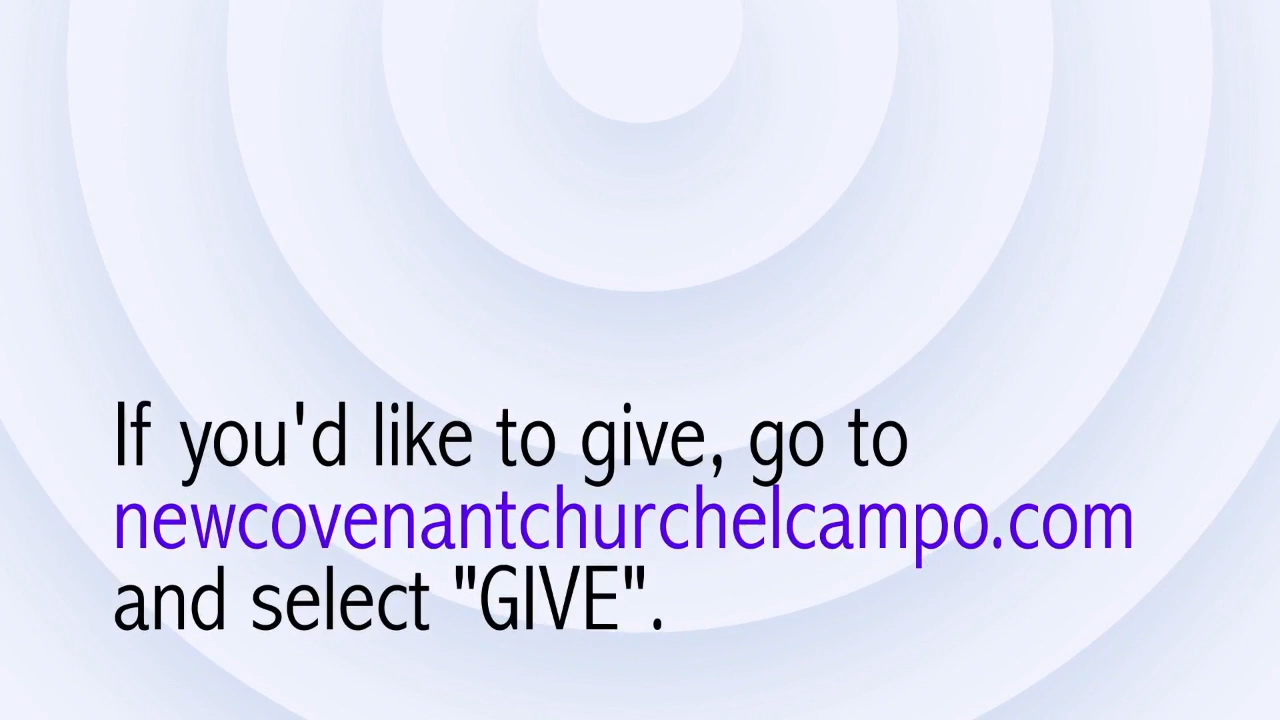 If you'd like to give, go to
newcovenantchurchelcampo.com
and select "GIVE".